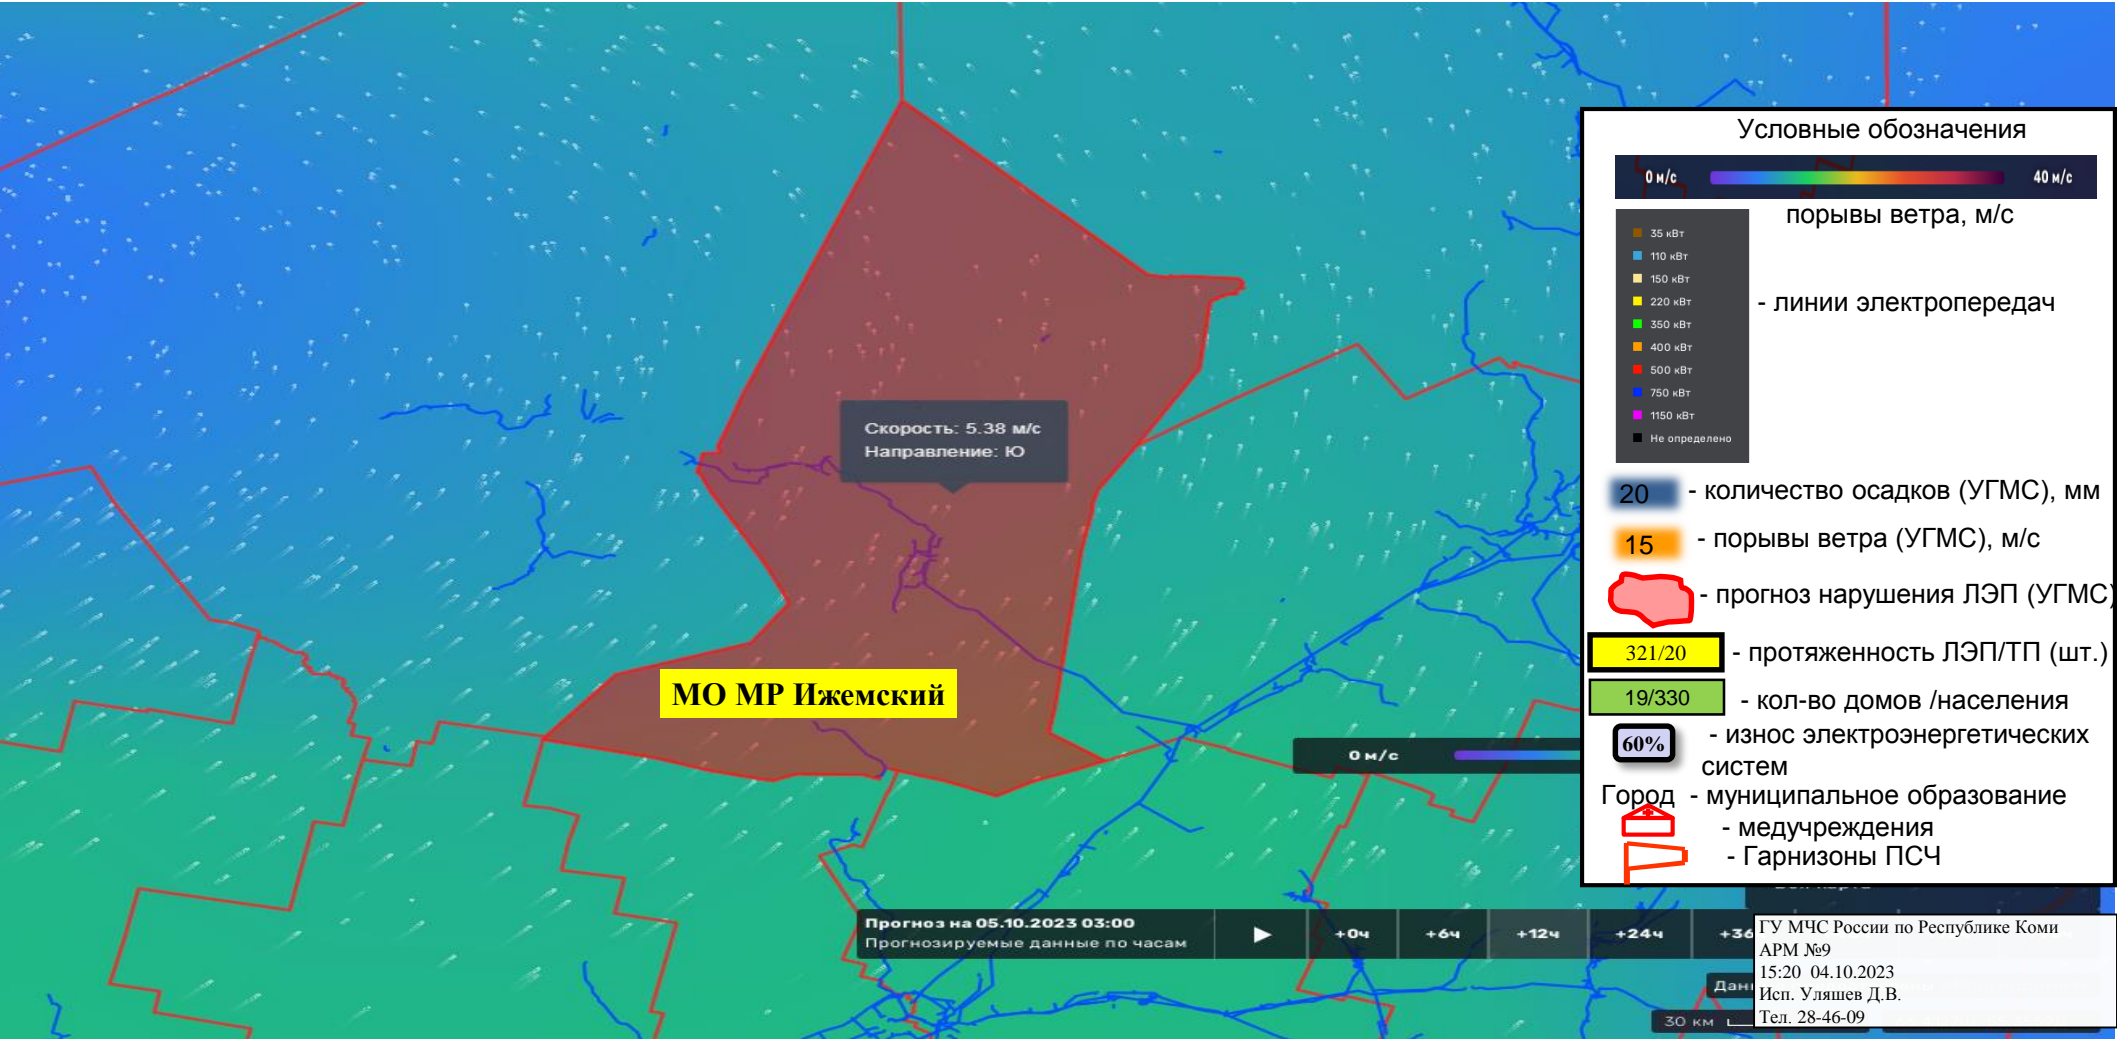 Условные обозначения
0 м/с
40 м/с
порывы ветра, м/с
35 кВт
110 кВт
150 кВт
220 кВт
350 кВт
400 кВт
500 кВт
750 кВт
1150 кВт
Не определено
- линии электропередач
20 - количество осадков (УГМС), мм
15 - порывы ветра (УГМС), м/с
- прогноз нарушения ЛЭП (УГМС)
321/20 - протяженность ЛЭП/ТП (шт.)
19/330 - кол-во домов /населения
60% - износ электроэнергетических
систем
Город - муниципальное образование
- медучреждения
- Гарнизоны ПСЧ
Скорость: 5.38 м/с
Направление: Ю
МО МР Ижемский
0 м/с
Прогноз на 05.10.2023 03:00
Прогнозируемые данные по часам
+0ч
+6ч
+12ч
+24ч
+36
30 км
ГУ МЧС России по Республике Коми
АРМ №9
15:20 04.10.2023
Исп. Уляшев Д.В.
Тел. 28-46-09